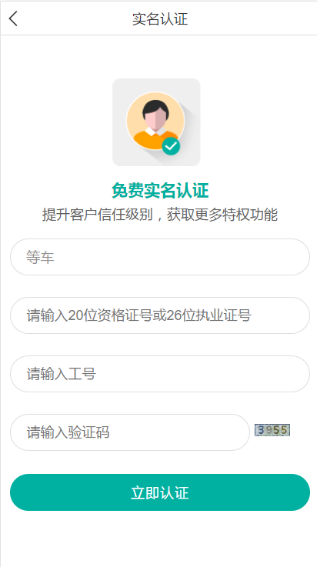 实名认证
免费实名认证
提升客户信任级别，获取更多特权功能
等车
请输入20位资格证号或26位执业证号
请输入工号
请输入验证码
3955
立即认证